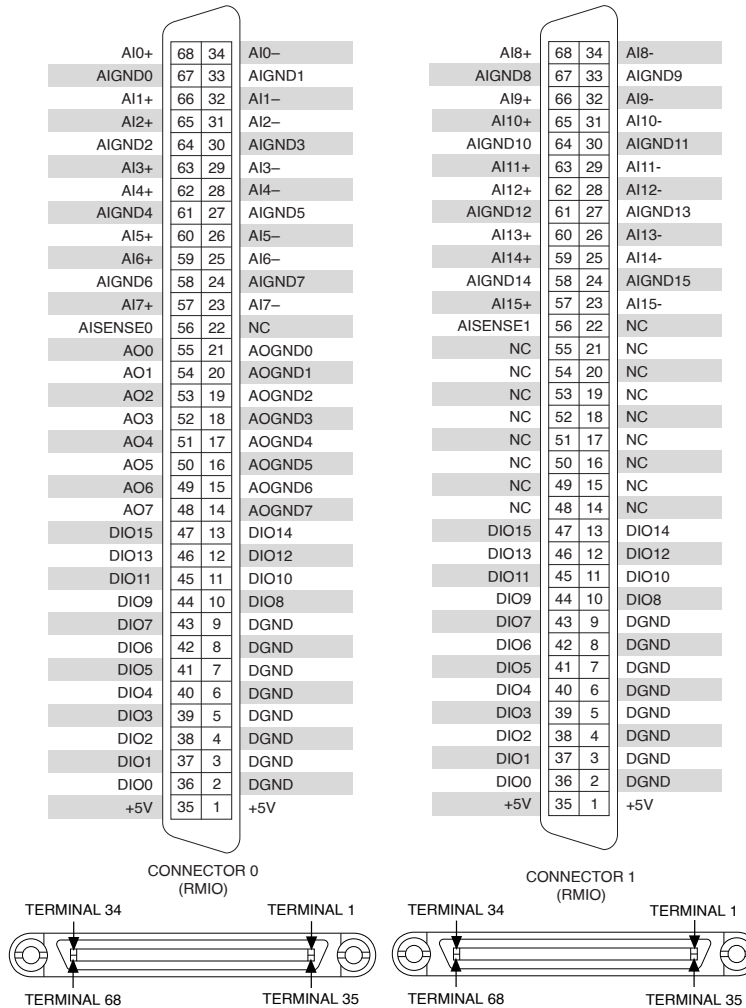 AI0+ 68 34 AI0–
AIGND0 67 33 AIGND1
AI1+ 66 32 AI1–
AI2+ 65 31 AI2–
AIGND2 64 30 AIGND3
AI3+ 63 29 AI3–
AI4+ 62 28 AI4–
AIGND4 61 27 AIGND5
AI5+ 60 26 AI5–
AI6+ 59 25 AI6–
AIGND6 58 24 AIGND7
AI7+ 57 23 AI7–
AISENSE0 56 22 NC
AO0 55 21 AOGND0
AO1 54 20 AOGND1
AO2 53 19 AOGND2
AO3 52 18 AOGND3
AO4 51 17 AOGND4
AO5 50 16 AOGND5
AO6 49 15 AOGND6
AO7 48 14 AOGND7
DIO15 47 13 DIO14
DIO13 46 12 DIO12
DIO11 45 11 DIO10
DIO9 44 10 DIO8
DIO7 43 9 DGND
DIO6 42 8 DGND
DIO5 41 7 DGND
DIO4 40 6 DGND
DIO3 39 5 DGND
DIO2 38 4 DGND
DIO1 37 3 DGND
DIO0 36 2 DGND
+5V 35 1 +5V
CONNECTOR 0
(RMIO)
TERMINAL 34 TERMINAL 1
TERMINAL 68 TERMINAL 35
AI8+ 68 34 AI8-
AIGND8 67 33 AIGND9
AI9+ 66 32 AI9-
AI10+ 65 31 AI10-
AIGND10 64 30 AIGND11
AI11+ 63 29 AI11-
AI12+ 62 28 AI12-
AIGND12 61 27 AIGND13
AI13+ 60 26 AI13-
AI14+ 59 25 AI14-
AIGND14 58 24 AIGND15
AI15+ 57 23 AI15-
AISENSE1 56 22 NC
NC 55 21 NC
NC 54 20 NC
NC 53 19 NC
NC 52 18 NC
NC 51 17 NC
NC 50 16 NC
NC 49 15 NC
NC 48 14 NC
DIO15 47 13 DIO14
DIO13 46 12 DIO12
DIO11 45 11 DIO10
DIO9 44 10 DIO8
DIO7 43 9 DGND
DIO6 42 8 DGND
DIO5 41 7 DGND
DIO4 40 6 DGND
DIO3 39 5 DGND
DIO2 38 4 DGND
DIO1 37 3 DGND
DIO0 36 2 DGND
+5V 35 1 +5V
CONNECTOR 1
(RMIO)
TERMINAL 34 TERMINAL 1
TERMINAL 68 TERMINAL 35